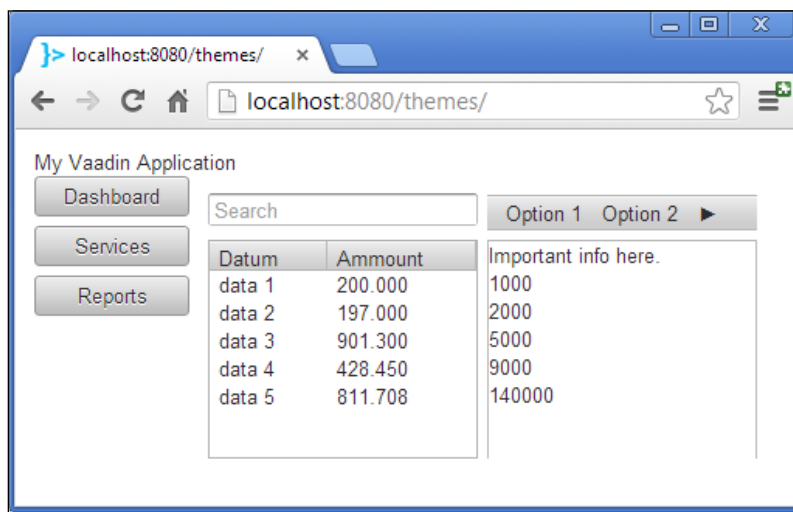 localhost:8080/themes/
localhost:8080/themes/
My Vaadin Application
Dashboard
Services
Reports
Search
Datum Ammount
data 1 200.000
data 2 197.000
data 3 901.300
data 4 428.450
data 5 811.708
Option 1 Option 2
Important info here.
1000
2000
5000
9000
140000